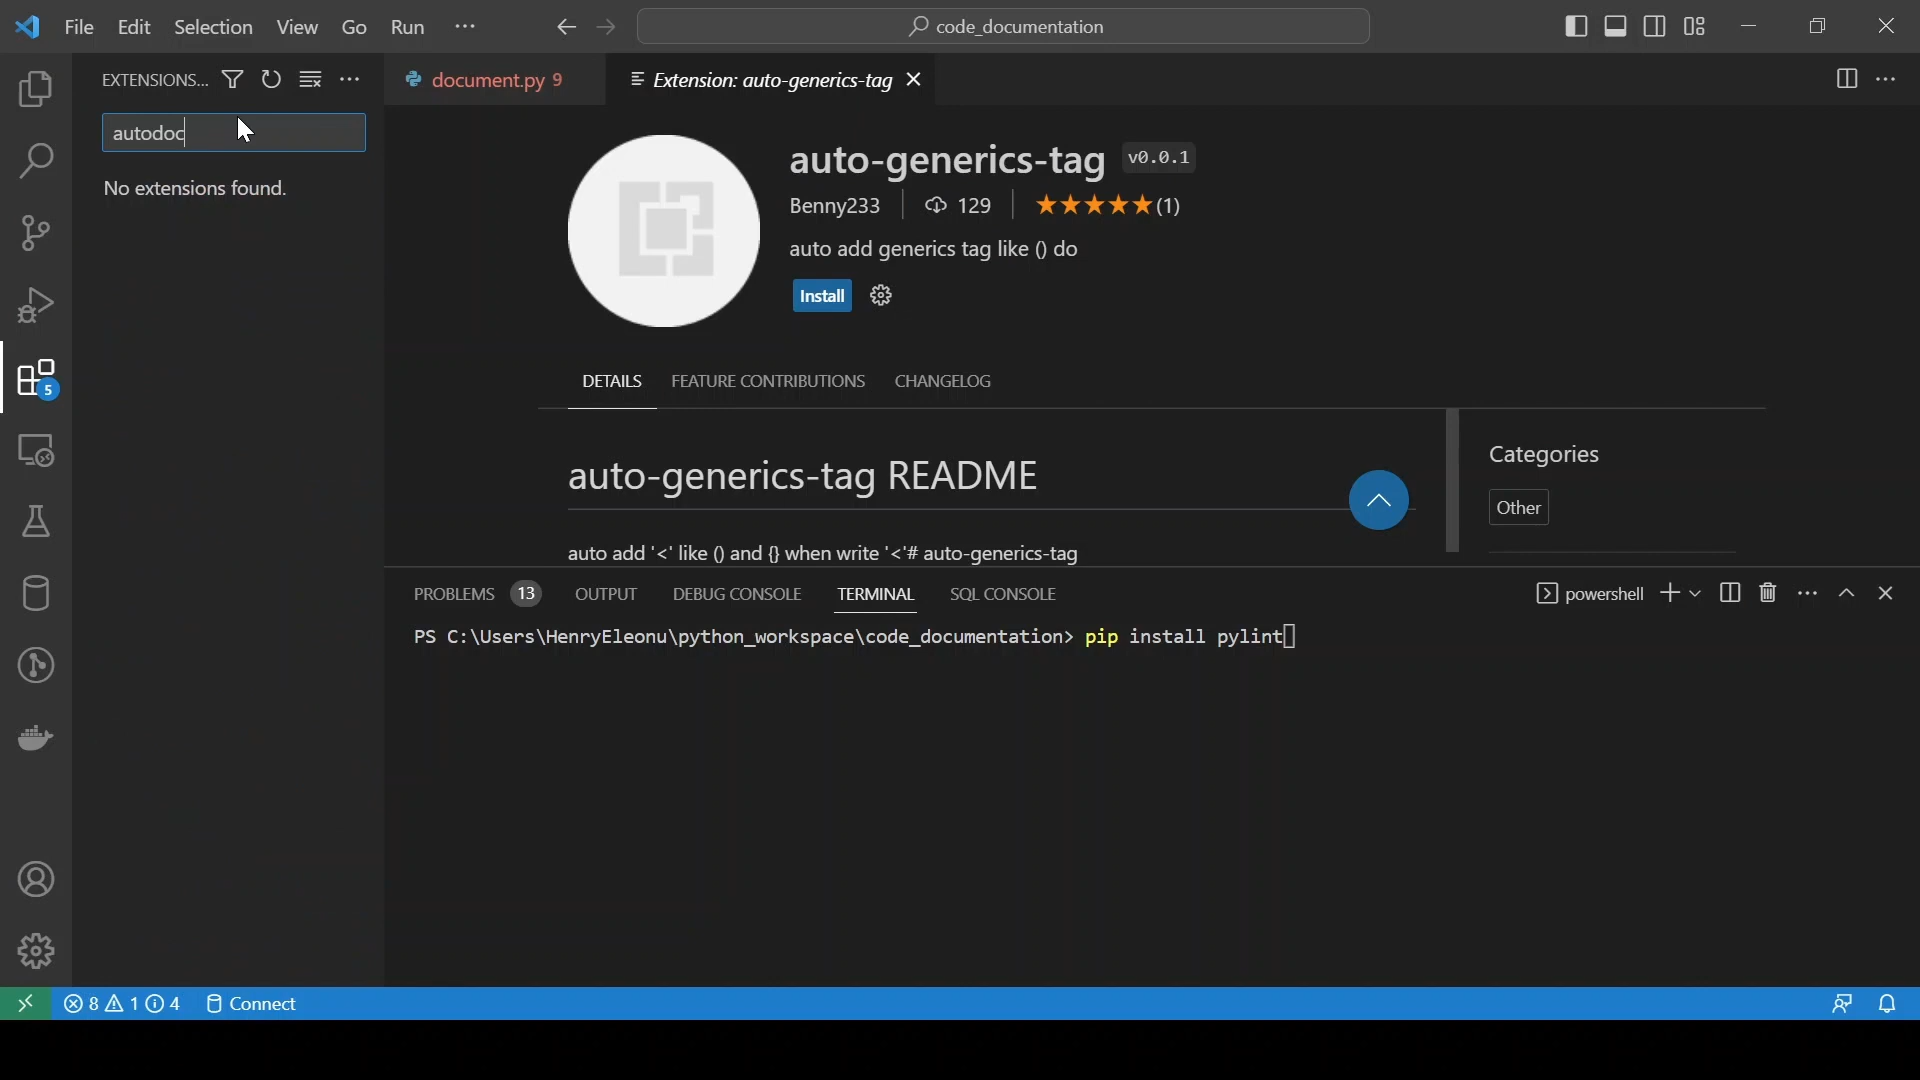 File Edit Selection View Go Run ··· code_documentation
EXTENSIONS... document.py 9 Extension: auto-generics-tag
autodoc
No extensions found.
auto-generics-tag v0.0.1
Benny233 129 (1)
auto add generics tag like () do
Install
DETAILS FEATURE CONTRIBUTIONS CHANGELOG
5
Categories
auto-generics-tag README
Other
auto add '<' like () and {} when write '<'# auto-generics-tag
PROBLEMS 13 OUTPUT DEBUG CONSOLE TERMINAL SQL CONSOLE powershell
PS C:\Users\HenryEleonu\python_workspace\code_documentation> pip install pylint
8 1 4 Connect